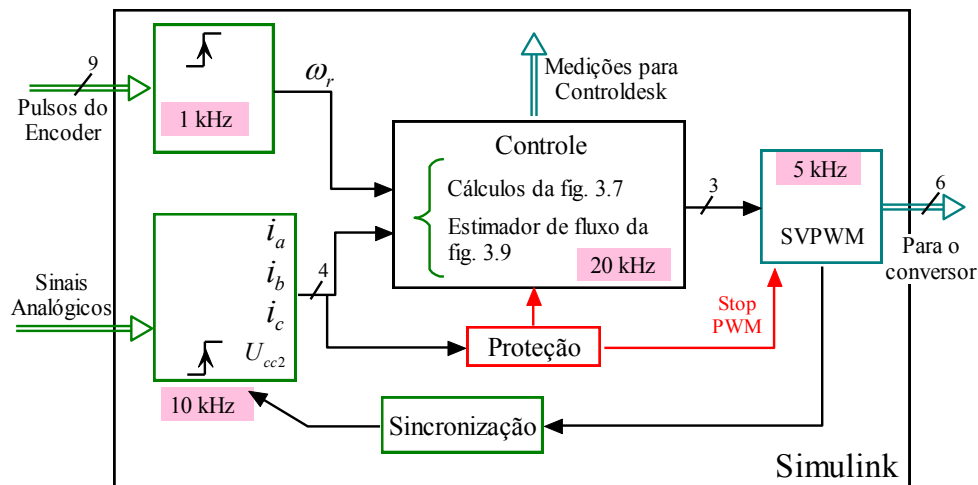 9
Pulsos do
Encoder
1 kHz
ω_r
Medições para
Controldesk
Controle
Cálculos da fig. 3.7
Estimador de fluxo da
fig. 3.9
20 kHz
3
5 kHz
SVPWM
6
Para o
conversor
Sinais
Analógicos
i_a
i_b
i_c
U_cc2
4
10 kHz
Proteção
Stop
PWM
Sincronização
Simulink